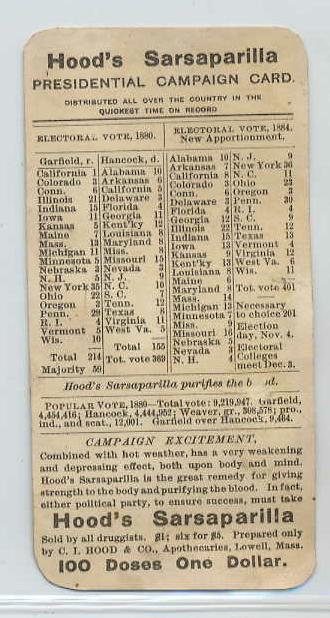 Hood's Sarsaparilla
PRESIDENTIAL CAMPAIGN CARD.
DISTRIBUTED ALL OVER THE COUNTRY IN THE
QUICKEST TIME ON RECORD
ELECTORAL VOTE, 1880.
Garfield, r.
California 1
Colorado 3
Conn. 6
Illinois 21
Indiana 15
Iowa 11
Kansas 5
Maine 7
Mass. 13
Michigan 11
Minnesota 5
Nebraska 3
N. H. 5
New York 35
Ohio 22
Oregon 3
Penn. 29
R. I. 4
Vermont 5
Wis. 10
Total 214
Majority 59
Hancock, d.
Alabama 10
Arkansas 6
California 5
Delaware 3
Florida 4
Georgia 11
Kent'ky 12
Louisiana 8
Maryland 8
Miss. 8
Missouri 15
Nevada 3
N. J. 9
N. C. 10
S. C. 7
Tenn. 12
Texas 8
Virginia 11
West Va. 5
Total 155
Tot. vote 369
ELECTORAL VOTE, 1884.
New Apportionment.
Alabama 10
Arkansas 7
California 8
Colorado 3
Conn. 6
Delaware 3
Florida 4
Georgia 12
Illinois 22
Indiana 15
Iowa 13
Kansas 9
Kent'ky 13
Louisiana 8
Maine 6
Maryland 8
Mass. 14
Michigan 13
Minnesota 7
Miss. 9
Missouri 16
Nebraska 5
Nevada 3
N. H. 4
N. J. 9
New York 36
N. C. 11
Ohio 23
Oregon 3
Penn. 30
R. I. 4
S. C. 9
Tenn. 12
Texas 13
Vermont 4
Virginia 12
West Va. 6
Wis. 11
Tot. vote 401
Necessary
to choice 201
Election
day, Nov. 4.
Electoral
Colleges
meet Dec. 3.
Hood's Sarsaparilla purifies the
POPULAR VOTE, 1880—Total vote: 9,219,947. Garfield,
4,454,416; Hancock, 4,444,952; Weaver, gr., 308,578; pro.,
ind., and scat., 12,001. Garfield over Hancock, 9,464.
CAMPAIGN EXCITEMENT,
Combined with hot weather, has a very weakening
and depressing effect, both upon body and mind.
Hood's Sarsaparilla is the great remedy for giving
strength to the body and purifying the blood. In fact,
either political party, to ensure success, must take
Hood's Sarsaparilla
Sold by all druggists. $1; six for $5. Prepared only
by C. I. HOOD & CO., Apothecaries, Lowell, Mass.
100 Doses One Dollar.